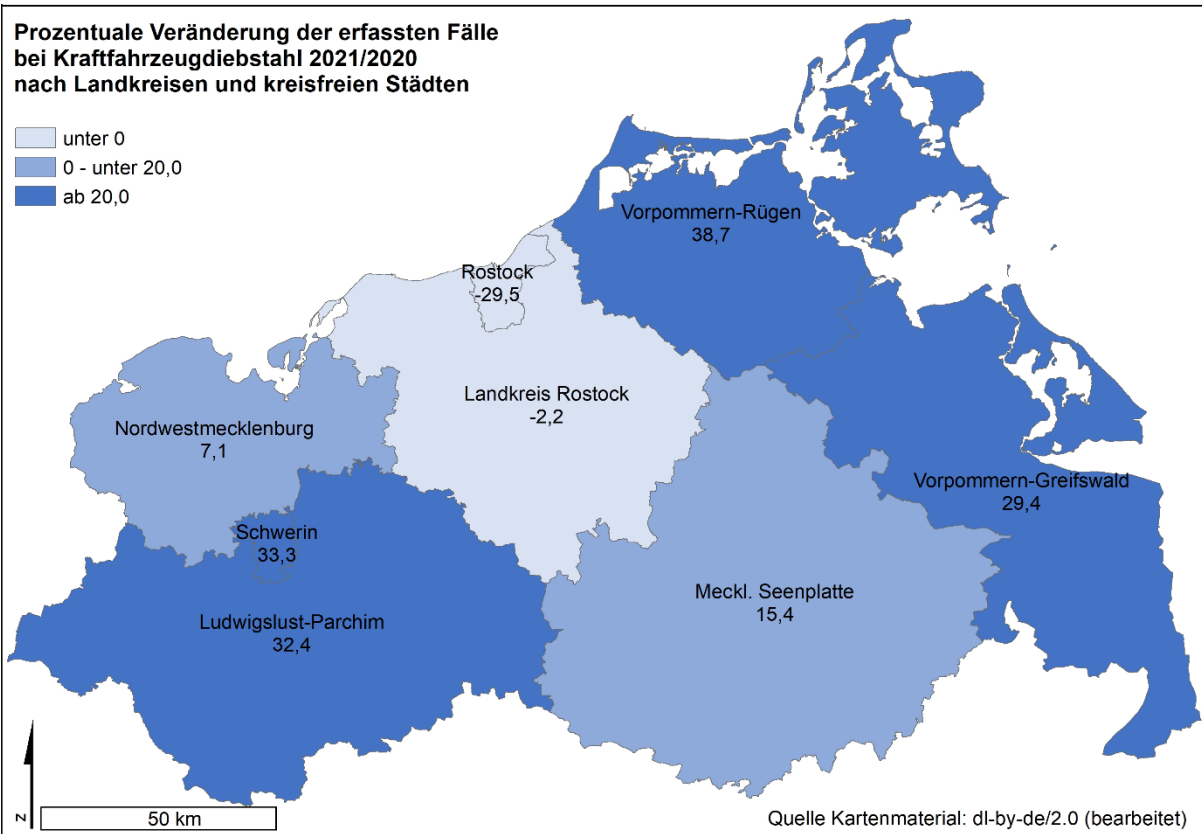 Prozentuale Veränderung der erfassten Fälle
bei Kraftfahrzeugdiebstahl 2021/2020
nach Landkreisen und kreisfreien Städten
unter 0
0 - unter 20,0
ab 20,0
Vorpommern-Rügen
38,7
Rostock
-29,5
Landkreis Rostock
-2,2
Nordwestmecklenburg
7,1
Vorpommern-Greifswald
29,4
Schwerin
33,3
Meckl. Seenplatte
15,4
Ludwigslust-Parchim
32,4
N
50 km
Quelle Kartenmaterial: dl-by-de/2.0 (bearbeitet)